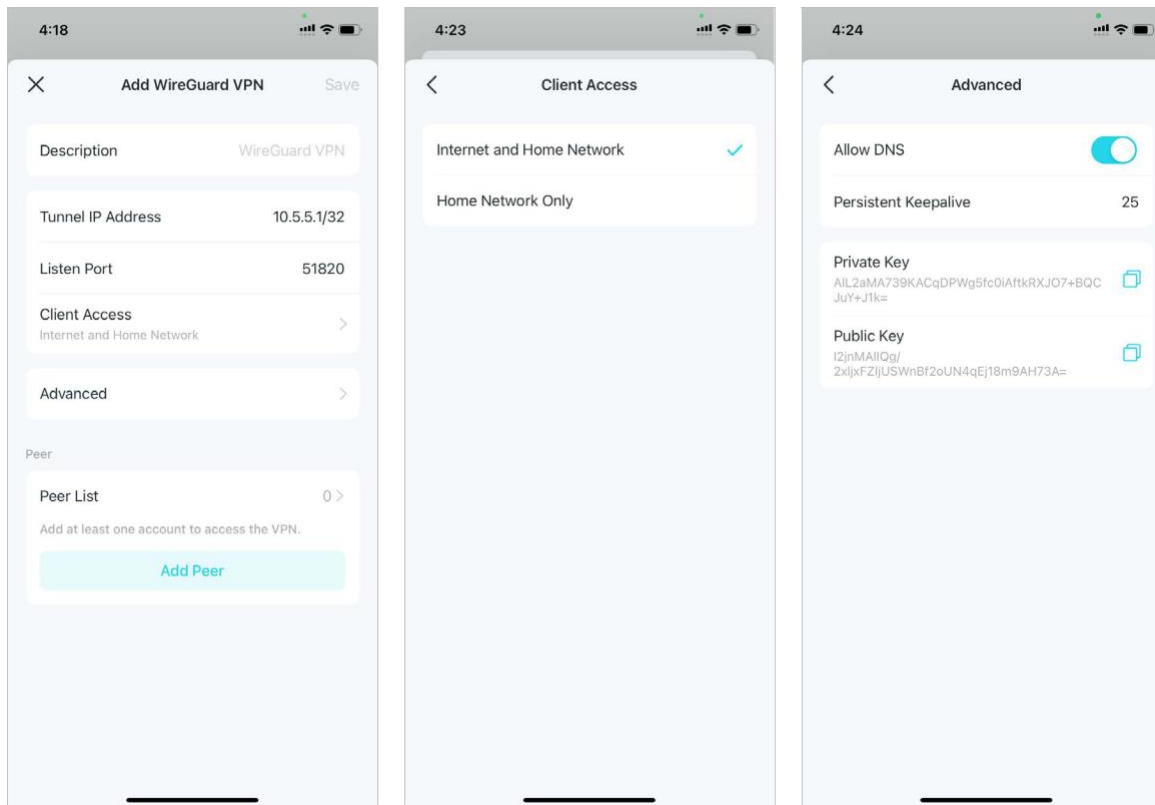 4:18
Add WireGuard VPN
Save
Description
WireGuard VPN
Tunnel IP Address
10.5.5.1/32
Listen Port
51820
Client Access
Internet and Home Network
Advanced
Peer
Peer List
0
Add at least one account to access the VPN.
Add Peer
4:23
Client Access
Internet and Home Network
Home Network Only
4:24
Advanced
Allow DNS
Persistent Keepalive
25
Private Key
AIL2aMA739KACqDPWg5fc0iAftkRXJO7+BQC
JuY+J1k=
Public Key
I2jnMAIlQg/
2xljxFZIjUSWnBf2oUN4qEj18m9AH73A=